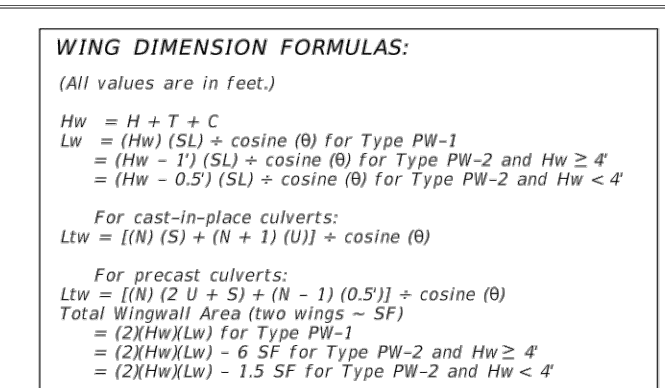 WING DIMENSION FORMULAS:
(All values are in feet.)
Hw = H + T + C
Lw = (Hw) (SL) ÷ cosine (θ) for Type PW-1
= (Hw - 1') (SL) ÷ cosine (θ) for Type PW-2 and Hw ≥ 4'
= (Hw - 0.5') (SL) ÷ cosine (θ) for Type PW-2 and Hw < 4'
For cast-in-place culverts:
Ltw = [(N) (S) + (N + 1) (U)] ÷ cosine (θ)
For precast culverts:
Ltw = [(N) (2 U + S) + (N - 1) (0.5')] ÷ cosine (θ)
Total Wingwall Area (two wings ~ SF)
= (2)(Hw)(Lw) for Type PW-1
= (2)(Hw)(Lw) - 6 SF for Type PW-2 and Hw ≥ 4'
= (2)(Hw)(Lw) - 1.5 SF for Type PW-2 and Hw < 4'